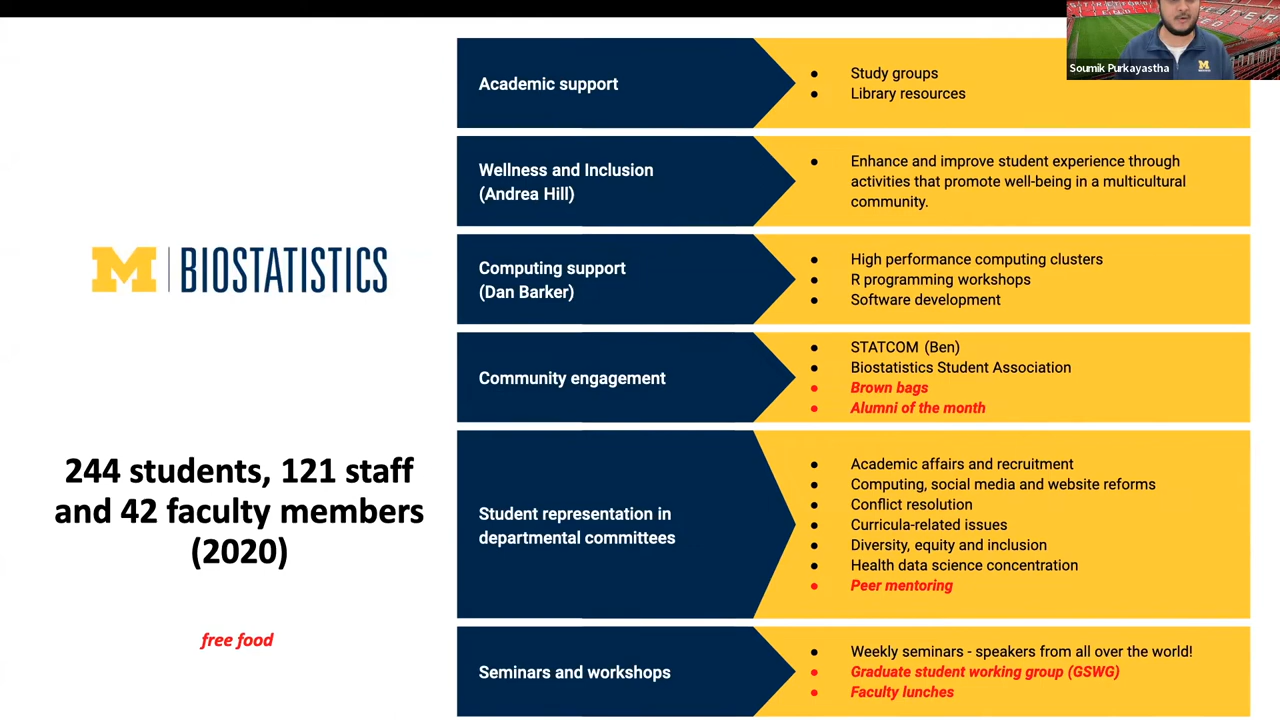 Academic support
Study groups
Library resources
Soumik Purkayastha
M
Wellness and Inclusion
(Andrea Hill)
Enhance and improve student experience through
activities that promote well-being in a multicultural
community.
M | BIOSTATISTICS
Computing support
(Dan Barker)
High performance computing clusters
R programming workshops
Software development
Community engagement
STATCOM (Ben)
Biostatistics Student Association
Brown bags
Alumni of the month
244 students, 121 staff
and 42 faculty members
(2020)
free food
Student representation in
departmental committees
Academic affairs and recruitment
Computing, social media and website reforms
Conflict resolution
Curricula-related issues
Diversity, equity and inclusion
Health data science concentration
Peer mentoring
Seminars and workshops
Weekly seminars - speakers from all over the world!
Graduate student working group (GSWG)
Faculty lunches